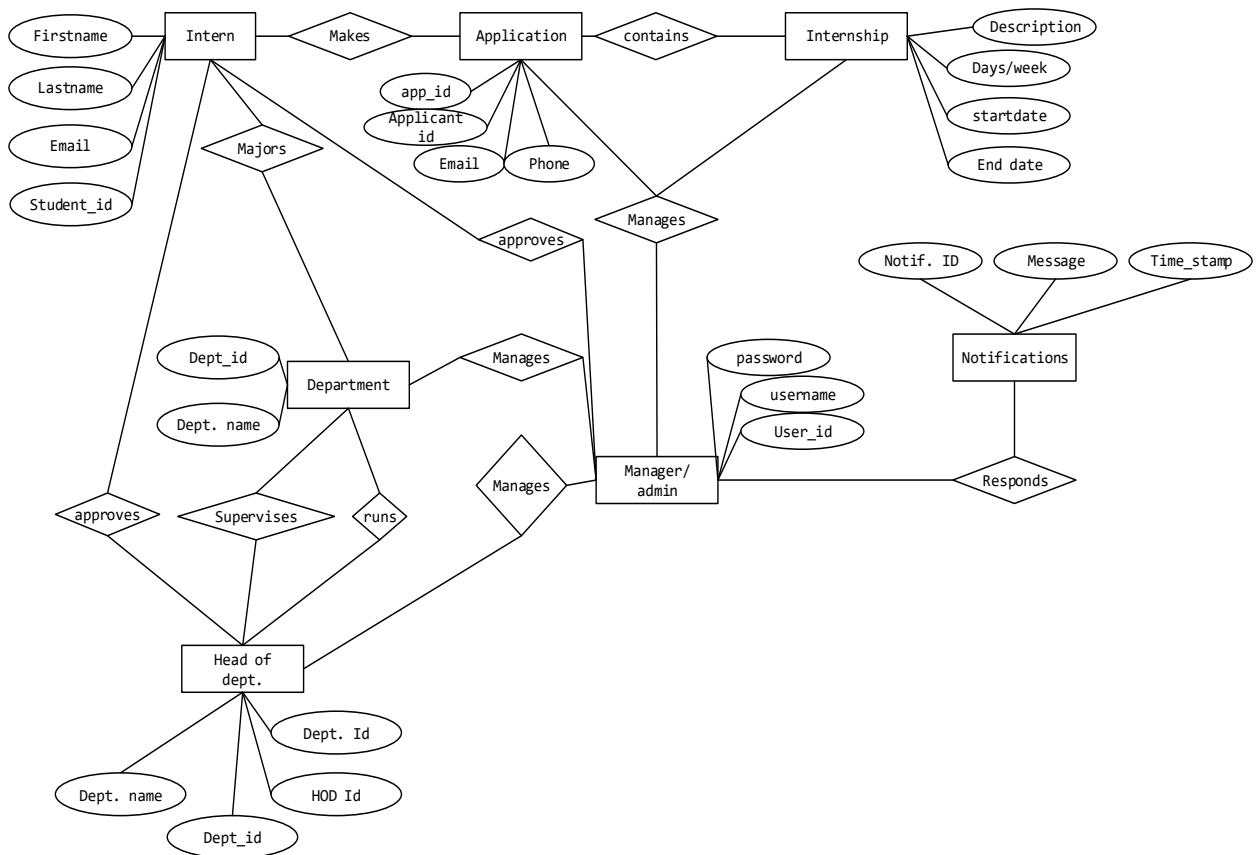 Firstname
Intern
Makes
Application
contains
Internship
Description
Lastname
Days/week
app_id
Applicant
id
startdate
Email
Majors
Email
Phone
End date
Student_id
approves
Manages
Notif. ID
Message
Time_stamp
Dept_id
Manages
password
Notifications
Department
username
Dept. name
User_id
Manager/
admin
Manages
Responds
approves
Supervises
runs
Head of
dept.
Dept. Id
Dept. name
HOD Id
Dept_id